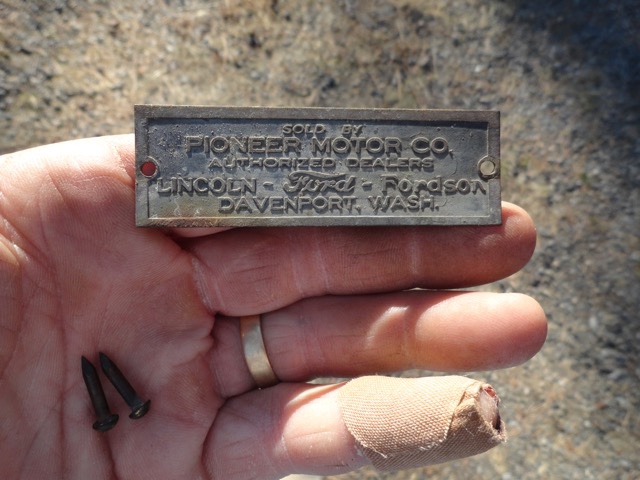 SOLD BY
PIONEER MOTOR CO.
AUTHORIZED DEALERS
LINCOLN - Ford - Fordson
DAVENPORT, WASH.